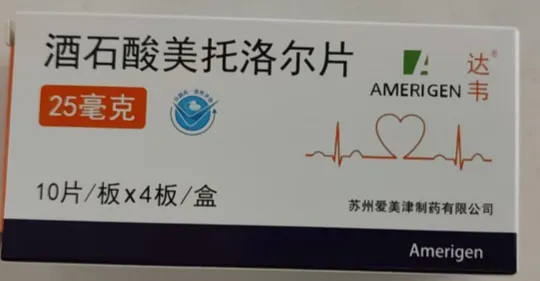 酒石酸美托洛尔片
AMERIGEN
达韦®
25毫克
10片/板x4板/盒
苏州爱美津制药有限公司
Amerigen